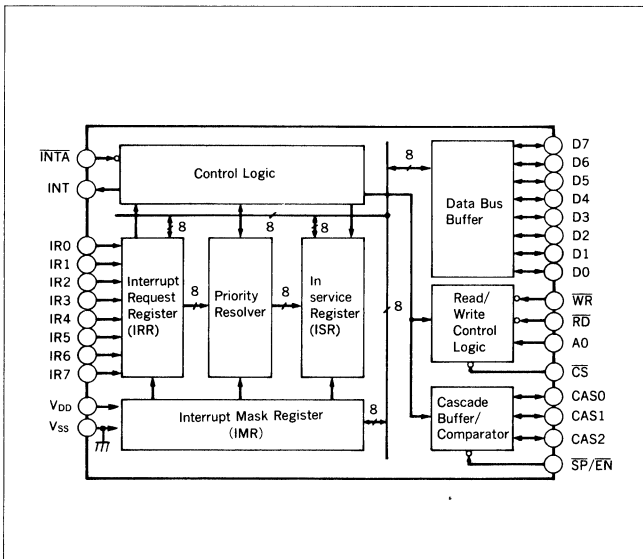 INTA
INT
Control Logic
8
8
8
8
IR0
IR1
IR2
IR3
IR4
IR5
IR6
IR7
Interrupt
Request
Register
(IRR)
8
Priority
Resolver
8
In
service
Register
(ISR)
VDD
VSS
Interrupt Mask Register
(IMR)
8
8
Data Bus
Buffer
D7
D6
D5
D4
D3
D2
D1
D0
Read/
Write
Control
Logic
WR
RD
A0
CS
Cascade
Buffer/
Comparator
CAS0
CAS1
CAS2
SP/EN